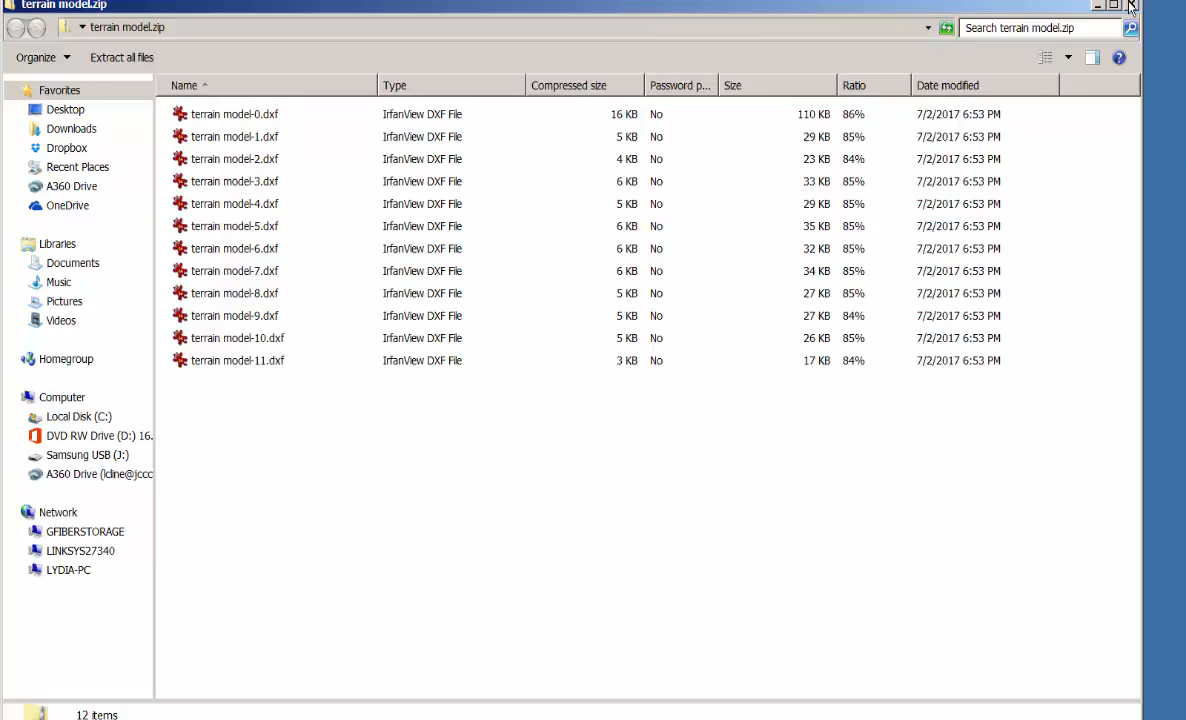 terrain model.zip
terrain model.zip
Search terrain model.zip
Organize
Extract all files
Name Type Compressed size Password p... Size Ratio Date modified
terrain model-0.dxf IrfanView DXF File 16 KB No 110 KB 86% 7/2/2017 6:53 PM
terrain model-1.dxf IrfanView DXF File 5 KB No 29 KB 85% 7/2/2017 6:53 PM
terrain model-2.dxf IrfanView DXF File 4 KB No 23 KB 84% 7/2/2017 6:53 PM
terrain model-3.dxf IrfanView DXF File 6 KB No 33 KB 85% 7/2/2017 6:53 PM
terrain model-4.dxf IrfanView DXF File 5 KB No 29 KB 85% 7/2/2017 6:53 PM
terrain model-5.dxf IrfanView DXF File 6 KB No 35 KB 85% 7/2/2017 6:53 PM
terrain model-6.dxf IrfanView DXF File 6 KB No 32 KB 85% 7/2/2017 6:53 PM
terrain model-7.dxf IrfanView DXF File 6 KB No 34 KB 85% 7/2/2017 6:53 PM
terrain model-8.dxf IrfanView DXF File 5 KB No 27 KB 85% 7/2/2017 6:53 PM
terrain model-9.dxf IrfanView DXF File 5 KB No 27 KB 84% 7/2/2017 6:53 PM
terrain model-10.dxf IrfanView DXF File 5 KB No 26 KB 85% 7/2/2017 6:53 PM
terrain model-11.dxf IrfanView DXF File 3 KB No 17 KB 84% 7/2/2017 6:53 PM
Favorites
Desktop
Downloads
Dropbox
Recent Places
A360 Drive
OneDrive
Libraries
Documents
Music
Pictures
Videos
Homegroup
Computer
Local Disk (C:)
DVD RW Drive (D:) 16.
Samsung USB (J:)
A360 Drive (lcline@jccc
Network
GFIBERSTORAGE
LINKSYS27340
LYDIA-PC
12 items